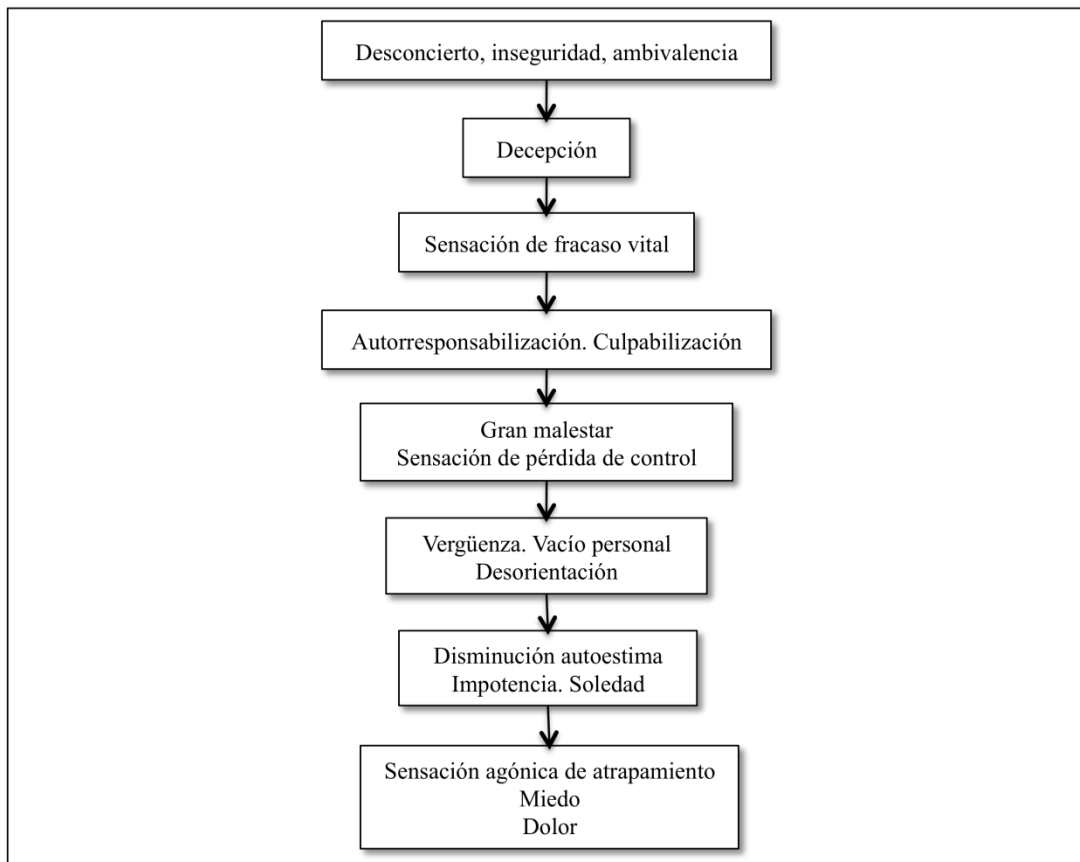 Desconcierto, inseguridad, ambivalencia
Decepción
Sensación de fracaso vital
Autorresponsabilización. Culpabilización
Gran malestar
Sensación de pérdida de control
Vergüenza. Vacío personal
Desorientación
Disminución autoestima
Impotencia. Soledad
Sensación agónica de atrapamiento
Miedo
Dolor